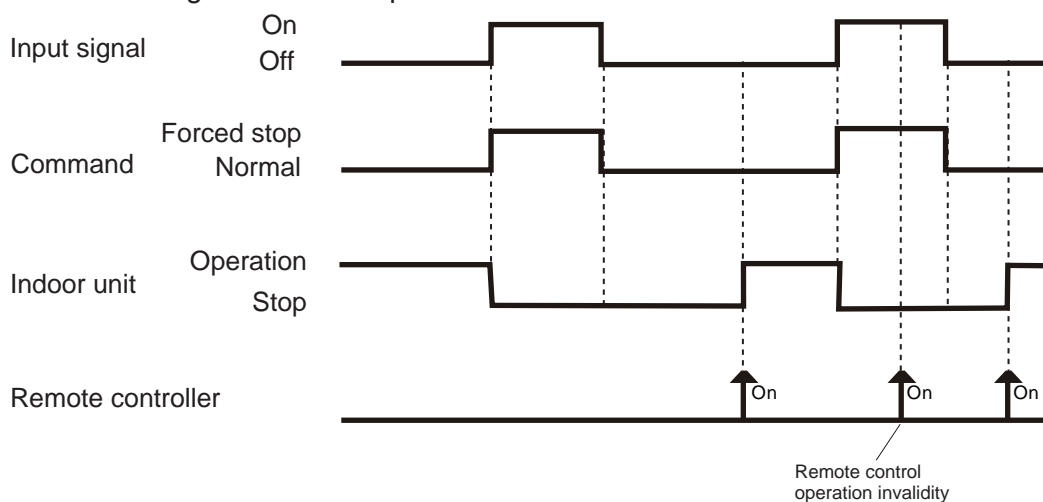 On
Input signal
Off
Forced stop
Command
Normal
Operation
Indoor unit
Stop
Remote controller
On
On
On
Remote control
operation invalidity